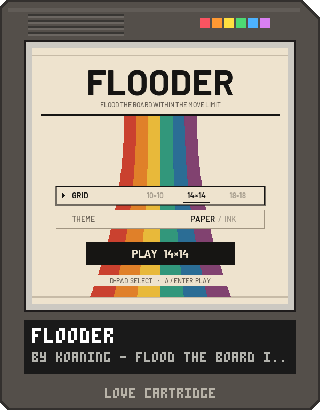 FLOODER
FLOOD THE BOARD WITHIN THE MOVE LIMIT
GRID 10×10 14×14 18×18
THEME PAPER / INK
PLAY 14×14
D-PAD SELECT · A / ENTER PLAY
FLOODER
BY KOANING - FLOOD THE BOARD I..
LOVE CARTRIDGE